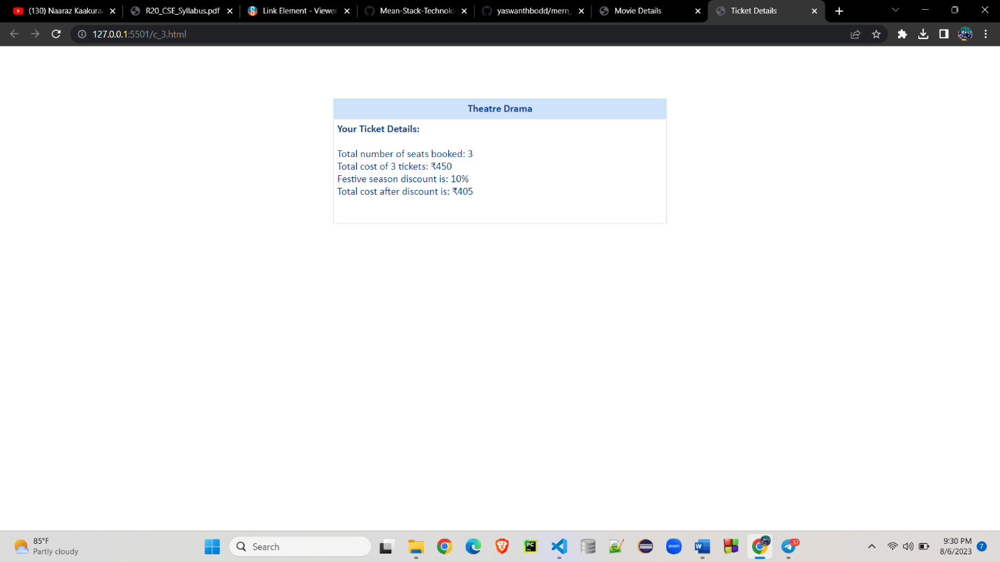 (130) Naaraz Kaakuraa
R20_CSE_Syllabus.pdf
Link Element - Viewer
Mean-Stack-Technolo
yaswanthbodd/mern_
Movie Details
Ticket Details
127.0.0.1:5501/c_3.html
Theatre Drama
Your Ticket Details:
Total number of seats booked: 3
Total cost of 3 tickets: ₹450
Festive season discount is: 10%
Total cost after discount is: ₹405
85°F
Partly cloudy
Search
PC
zoom
W
57
9:30 PM
8/6/2023
7